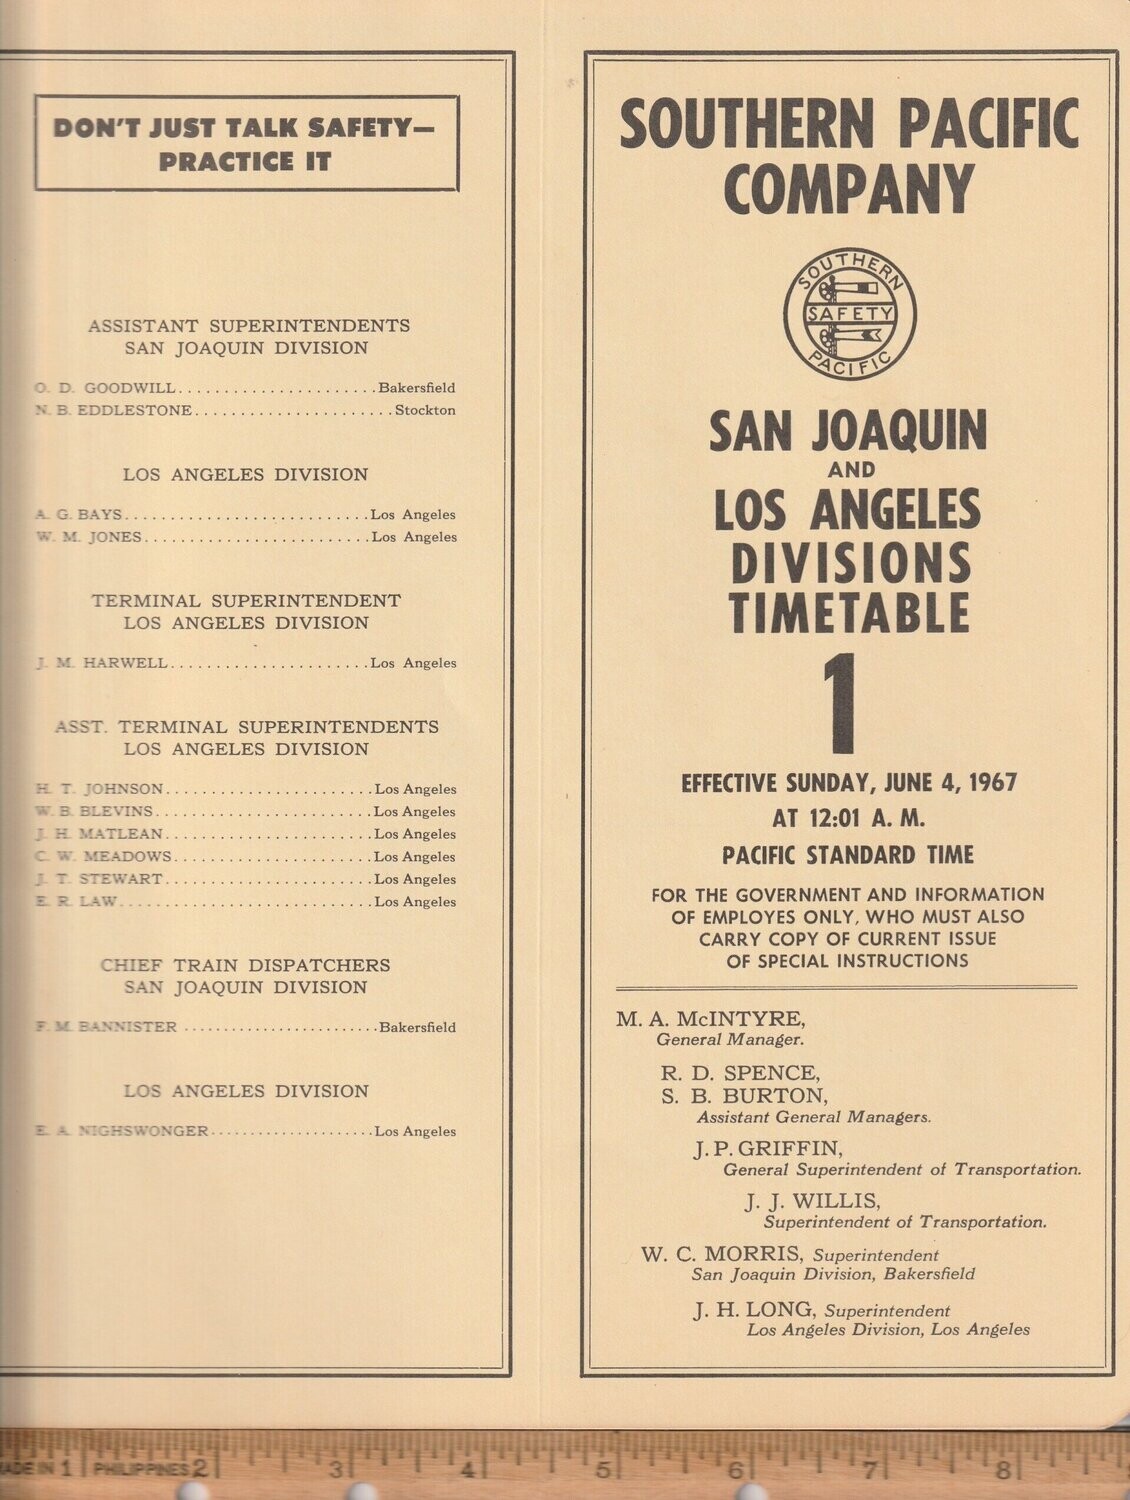 DON'T JUST TALK SAFETY—
PRACTICE IT
ASSISTANT SUPERINTENDENTS
SAN JOAQUIN DIVISION
O. D. GOODWILL......................Bakersfield
N. B. EDDLESTONE......................Stockton
LOS ANGELES DIVISION
A. G. BAYS...........................Los Angeles
W. M. JONES.........................Los Angeles
TERMINAL SUPERINTENDENT
LOS ANGELES DIVISION
J. M. HARWELL......................Los Angeles
ASST. TERMINAL SUPERINTENDENTS
LOS ANGELES DIVISION
H. T. JOHNSON.......................Los Angeles
W. B. BLEVINS........................Los Angeles
J. H. MATLEAN.......................Los Angeles
C. W. MEADOWS......................Los Angeles
J. T. STEWART.......................Los Angeles
E. R. LAW............................Los Angeles
CHIEF TRAIN DISPATCHERS
SAN JOAQUIN DIVISION
F. M. BANNISTER .........................Bakersfield
LOS ANGELES DIVISION
E. A. NIGHSWONGER....................Los Angeles
SOUTHERN PACIFIC
COMPANY
SOUTHERN
SAFETY
PACIFIC
SAN JOAQUIN
AND
LOS ANGELES
DIVISIONS
TIMETABLE
1
EFFECTIVE SUNDAY, JUNE 4, 1967
AT 12:01 A. M.
PACIFIC STANDARD TIME
FOR THE GOVERNMENT AND INFORMATION
OF EMPLOYES ONLY, WHO MUST ALSO
CARRY COPY OF CURRENT ISSUE
OF SPECIAL INSTRUCTIONS
M. A. McINTYRE,
General Manager.
R. D. SPENCE,
S. B. BURTON,
Assistant General Managers.
J. P. GRIFFIN,
General Superintendent of Transportation.
J. J. WILLIS,
Superintendent of Transportation.
W. C. MORRIS, Superintendent
San Joaquin Division, Bakersfield
J. H. LONG, Superintendent
Los Angeles Division, Los Angeles
MADE IN 1 PHILIPPINES 2 3 4 5 6 7 8